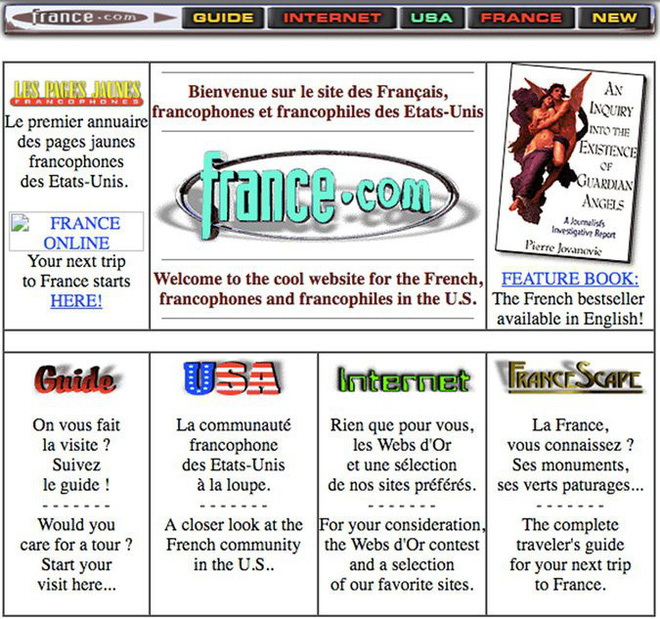 france.com
GUIDE
INTERNET
USA
FRANCE
NEW
LES PAGES JAUNES
FRANCOPHONES
Le premier annuaire
des pages jaunes
francophones
des Etats-Unis.
FRANCE
ONLINE
Your next trip
to France starts
HERE!
Bienvenue sur le site des Français,
francophones et francophiles des Etats-Unis
france.com
Welcome to the cool website for the French,
francophones and francophiles in the U.S.
AN
INQUIRY
INTO THE
EXISTENCE
OF
GUARDIAN
ANGELS
A Journalist's
Investigative Report
Pierre Jovanovic
FEATURE BOOK:
The French bestseller
available in English!
Guide
On vous fait
la visite ?
Suivez
le guide !
- - - - - - -
Would you
care for a tour ?
Start your
visit here...
USA
La communauté
francophone
des Etats-Unis
à la loupe.
- - - - - - -
A closer look at the
French community
in the U.S..
Internet
Rien que pour vous,
les Webs d'Or
et une sélection
de nos sites préférés.
- - - - - - -
For your consideration,
the Webs d'Or contest
and a selection
of our favorite sites.
FRANCESCAPE
La France,
vous connaissez ?
Ses monuments,
ses verts paturages...
- - - - - - -
The complete
traveler's guide
for your next trip
to France.